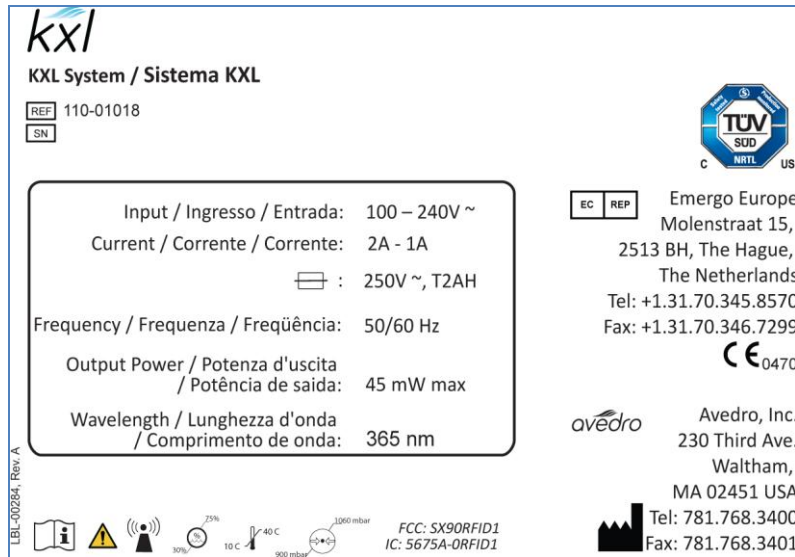 kxl
KXL System / Sistema KXL
REF 110-01018
SN
Input / Ingresso / Entrada: 100 – 240V ~
Current / Corrente / Corrente: 2A - 1A
: 250V ~, T2AH
Frequency / Frequenza / Freqüência: 50/60 Hz
Output Power / Potenza d'uscita
/ Potência de saida: 45 mW max
Wavelength / Lunghezza d'onda
/ Comprimento de onda: 365 nm
LBL-00284, Rev. A
75%
30%
40 C
10 C
1060 mbar
900 mbar
FCC: SX90RFID1
IC: 5675A-0RFID1
Safety tested
Production monitored
TÜV
SÜD
NRTL
C US
EC REP
Emergo Europe
Molenstraat 15,
2513 BH, The Hague,
The Netherlands
Tel: +1.31.70.345.8570
Fax: +1.31.70.346.7299
CE 0470
avedro
Avedro, Inc.
230 Third Ave.
Waltham,
MA 02451 USA
Tel: 781.768.3400
Fax: 781.768.3401